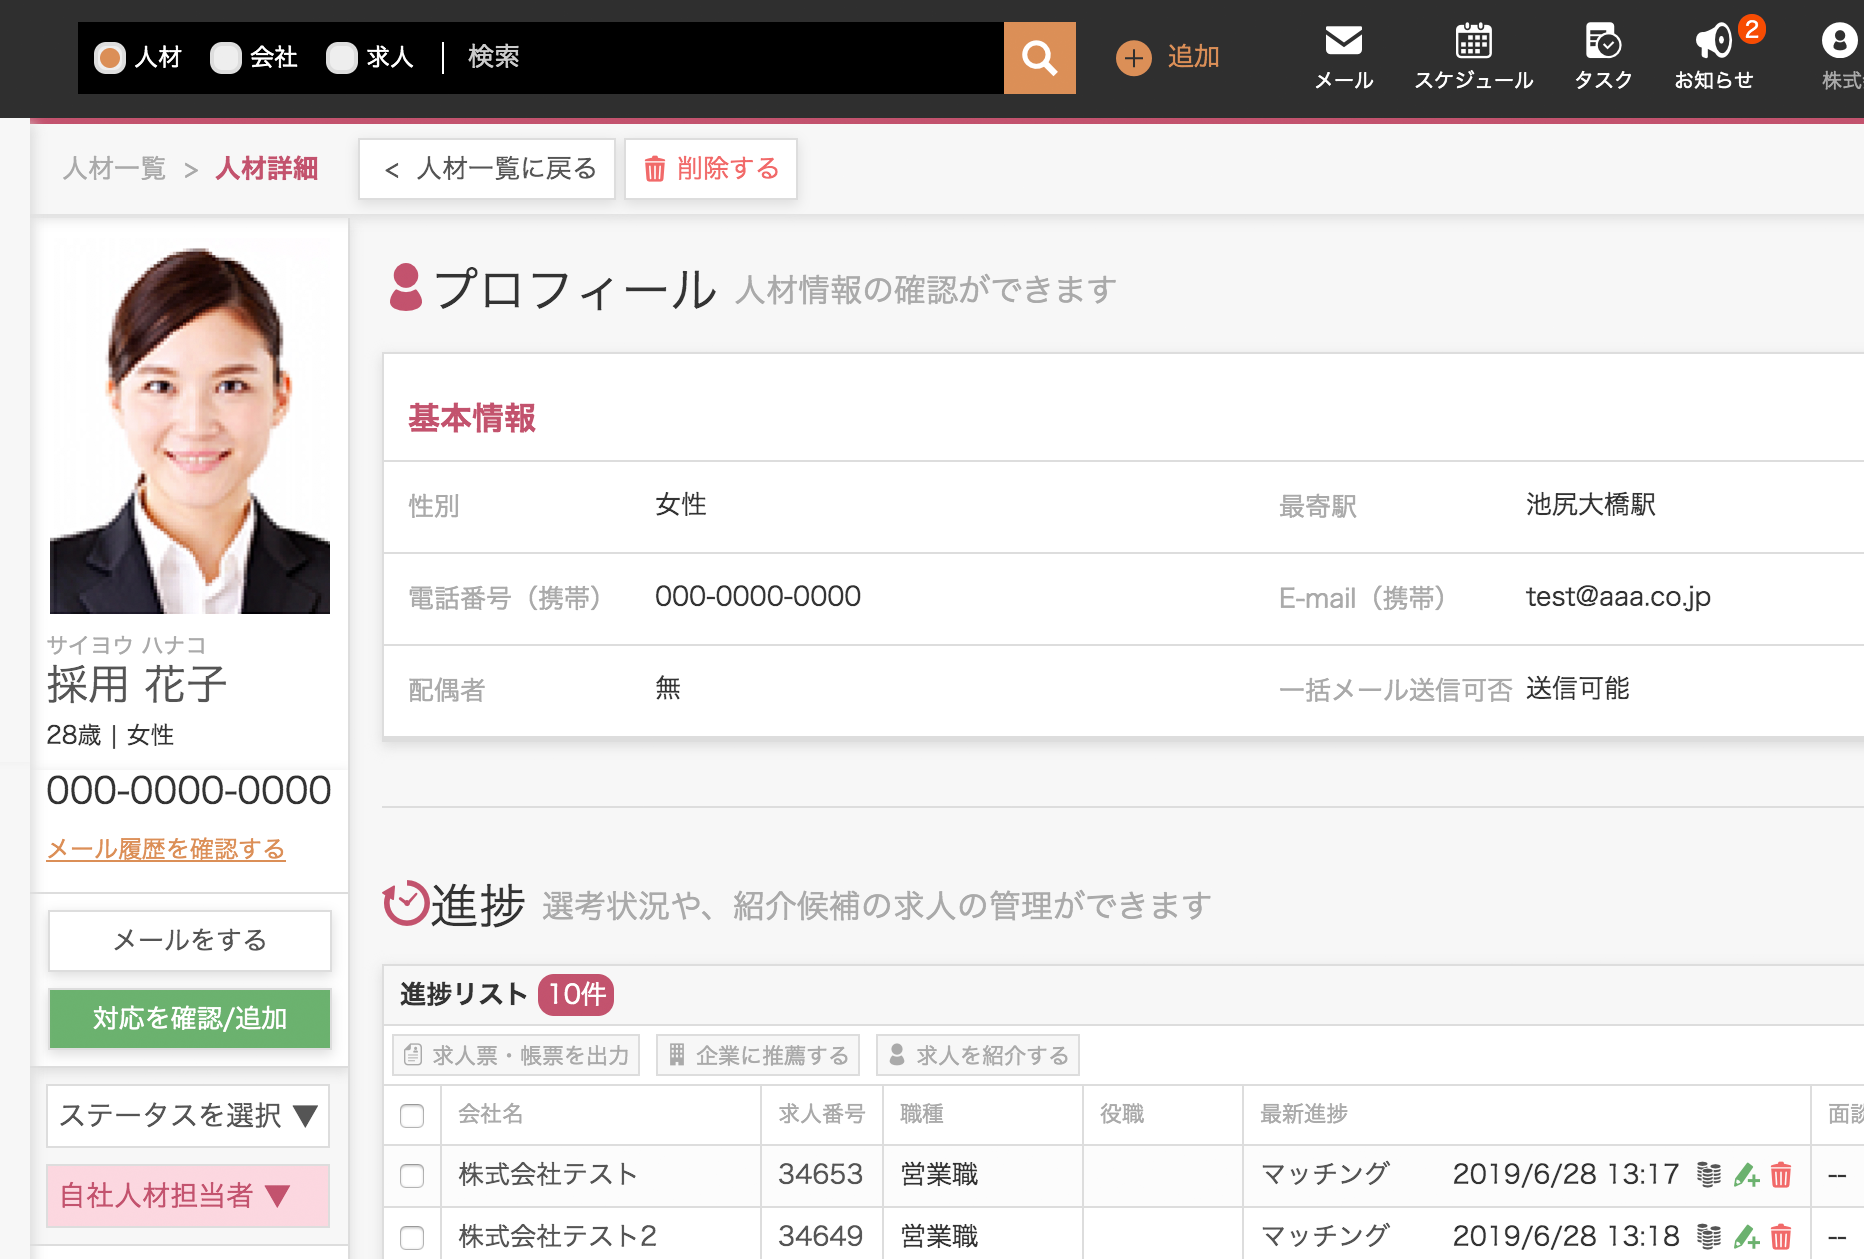 人材 会社 求人 検索 追加
メール スケジュール タスク お知らせ 2 株式
人材一覧 > 人材詳細 < 人材一覧に戻る 削除する
プロフィール 人材情報の確認ができます
基本情報
性別 女性 最寄駅 池尻大橋駅
電話番号（携帯） 000-0000-0000 E-mail（携帯） test@aaa.co.jp
配偶者 無 一括メール送信可否 送信可能
サイヨウ ハナコ
採用 花子
28歳 | 女性
000-0000-0000
メール履歴を確認する
メールをする
対応を確認/追加
ステータスを選択 ▼
自社人材担当者 ▼
進捗 選考状況や、紹介候補の求人の管理ができます
進捗リスト 10件
求人票・帳票を出力 企業に推薦する 求人を紹介する
会社名 求人番号 職種 役職 最新進捗 面談
株式会社テスト 34653 営業職 マッチング 2019/6/28 13:17 --
株式会社テスト2 34649 営業職 マッチング 2019/6/28 13:18 --